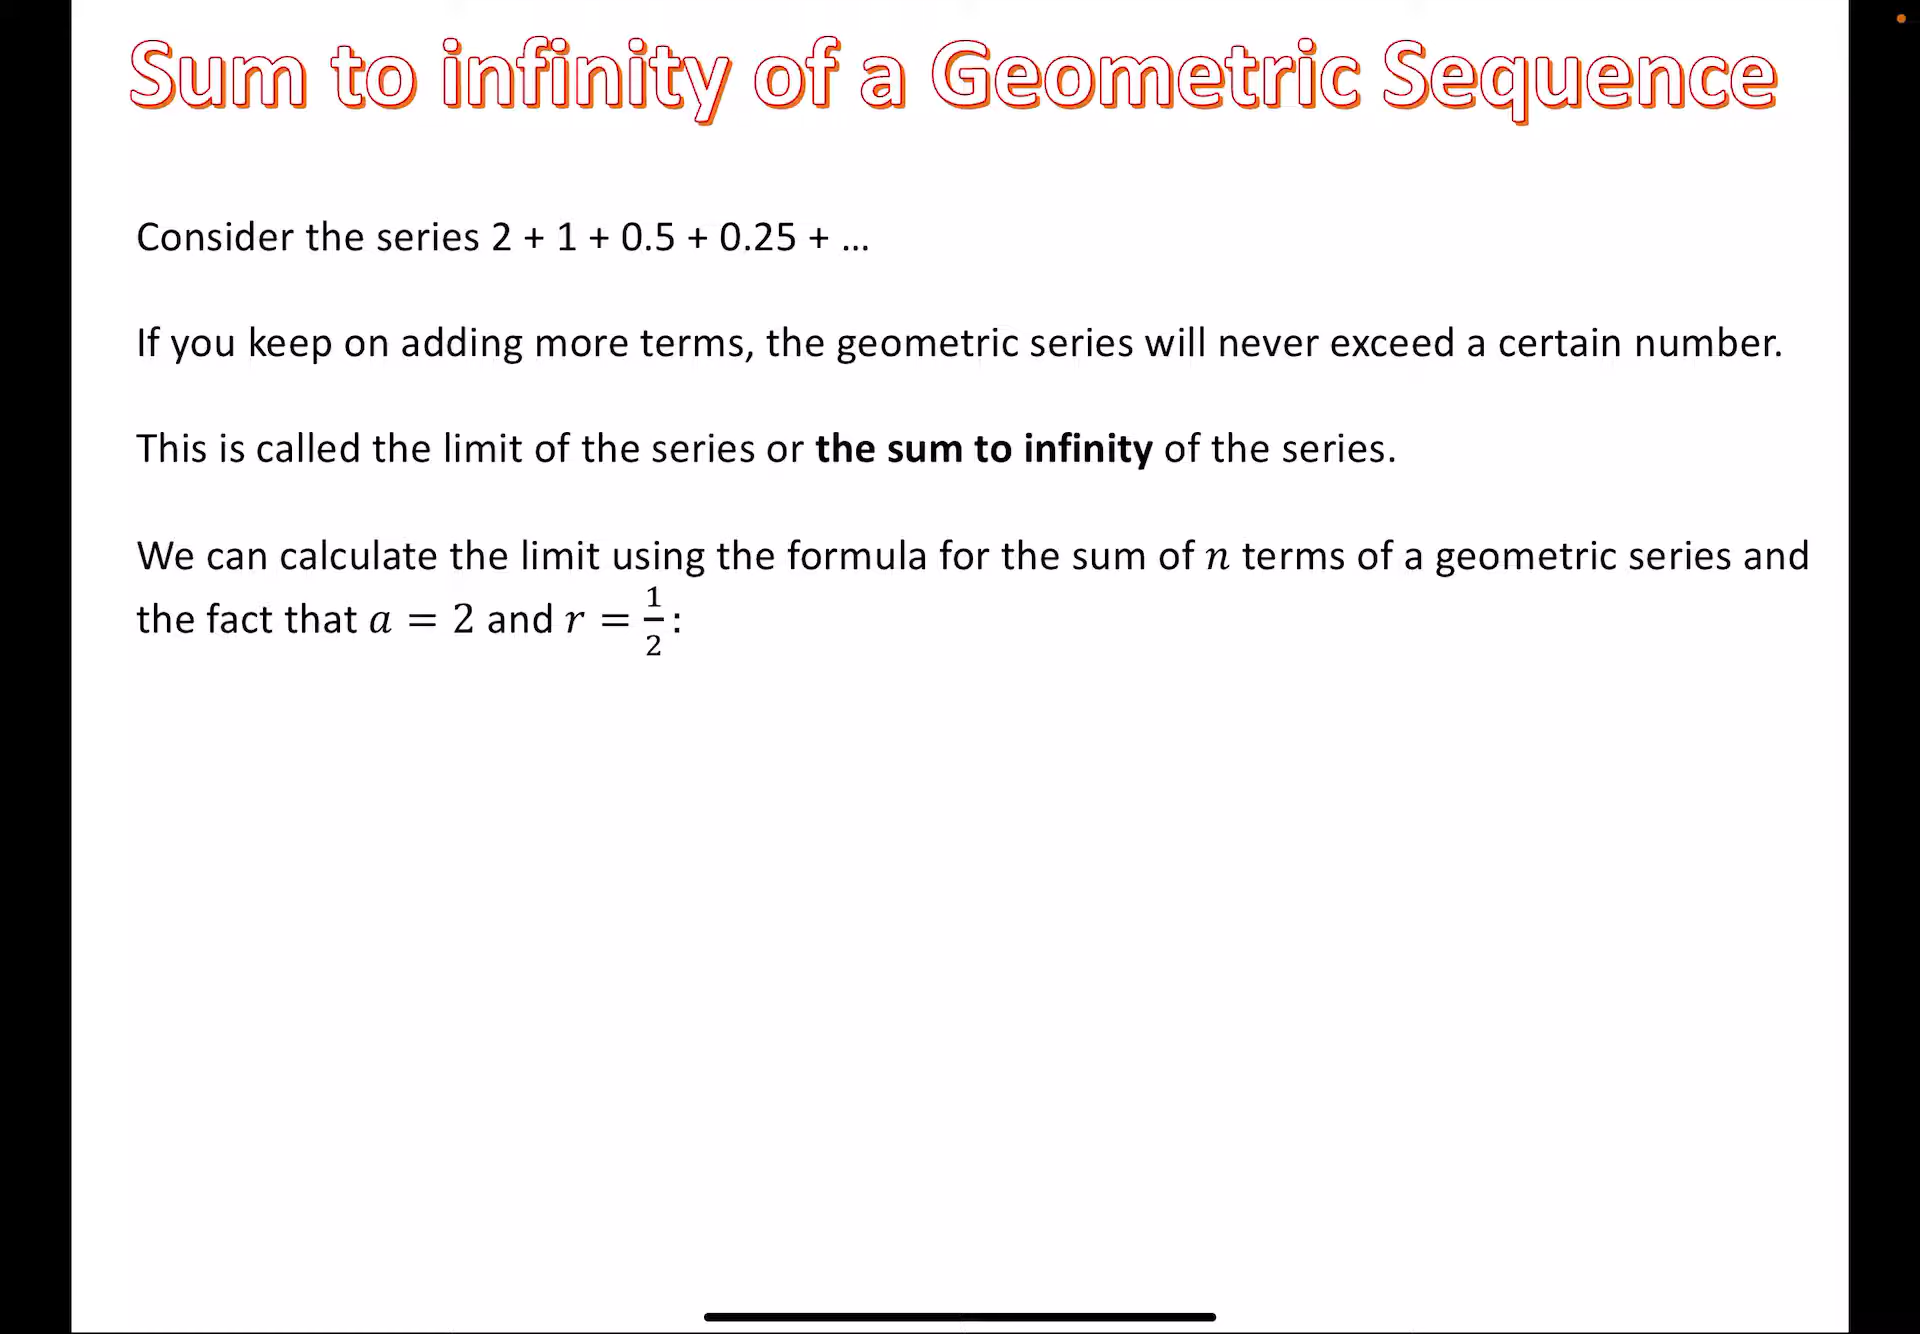 Sum to infinity of a Geometric Sequence
Consider the series 2 + 1 + 0.5 + 0.25 + ...
If you keep on adding more terms, the geometric series will never exceed a certain number.
This is called the limit of the series or the sum to infinity of the series.
We can calculate the limit using the formula for the sum of n terms of a geometric series and
the fact that a = 2 and r = 1/2: